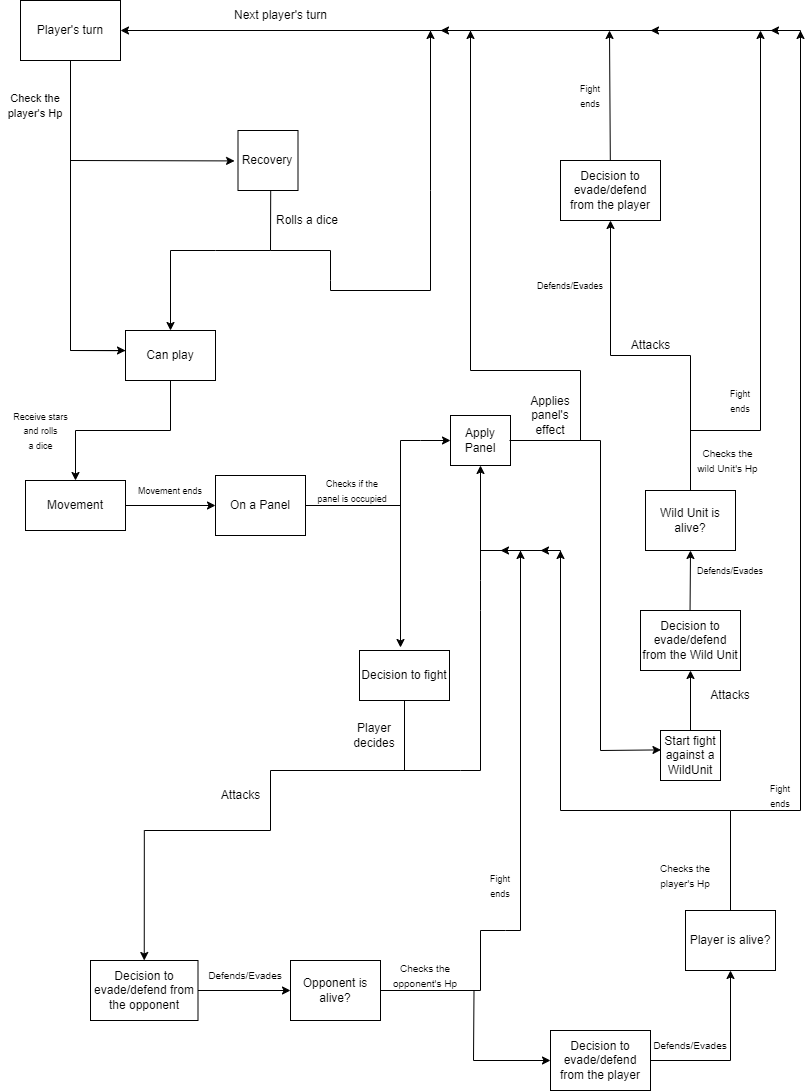 Next player's turn
Player's turn
Check the
player's Hp
Fight
ends
Recovery
Decision to
evade/defend
from the player
Rolls a dice
Defends/Evades
Can play
Attacks
Receive stars
and rolls
a dice
Applies
panel's
effect
Fight
ends
Apply
Panel
Checks the
wild Unit's Hp
Movement
Movement ends
On a Panel
Checks if the
panel is occupied
Wild Unit is
alive?
Defends/Evades
Decision to
evade/defend
from the Wild Unit
Decision to fight
Attacks
Player
decides
Start fight
against a
WildUnit
Attacks
Fight
ends
Fight
ends
Checks the
player's Hp
Player is alive?
Decision to
evade/defend from
the opponent
Defends/Evades
Opponent is
alive?
Checks the
opponent's Hp
Decision to
evade/defend
from the player
Defends/Evades